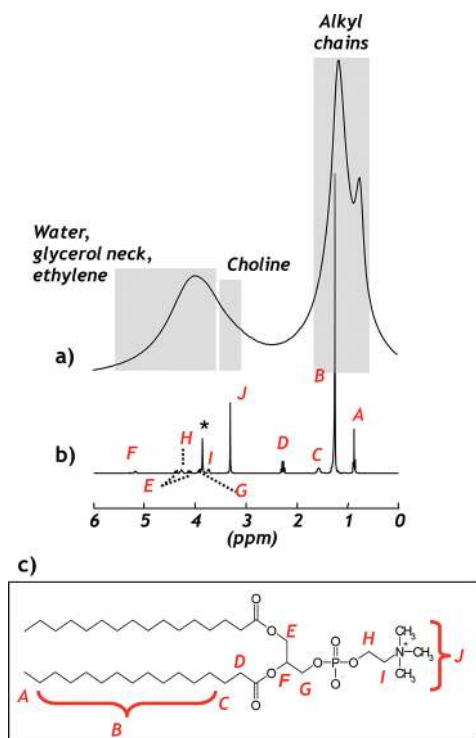 Alkyl
chains
Water,
glycerol neck,
ethylene
Choline
a)
B
J
A
H
*
F
I
D
C
b)
E
G
6 5 4 3 2 1 0
(ppm)
c)
O
O
E
O
H
CH₃
N⁺
CH₃
J
D
O
F
O
P
O
O
I
CH₃
A
C
O
G
O
B